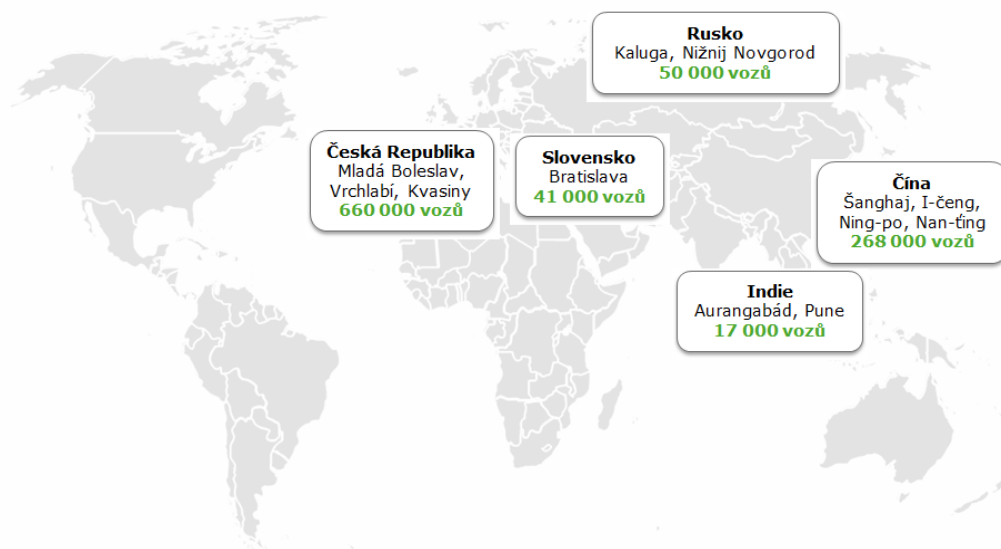 Rusko
Kaluga, Nižnij Novgorod
50 000 vozů
Česká Republika
Mladá Boleslav,
Vrchlabí, Kvasiny
660 000 vozů
Slovensko
Bratislava
41 000 vozů
Čína
Šanghaj, I-čeng,
Ning-po, Nan-ťing
268 000 vozů
Indie
Aurangabád, Pune
17 000 vozů